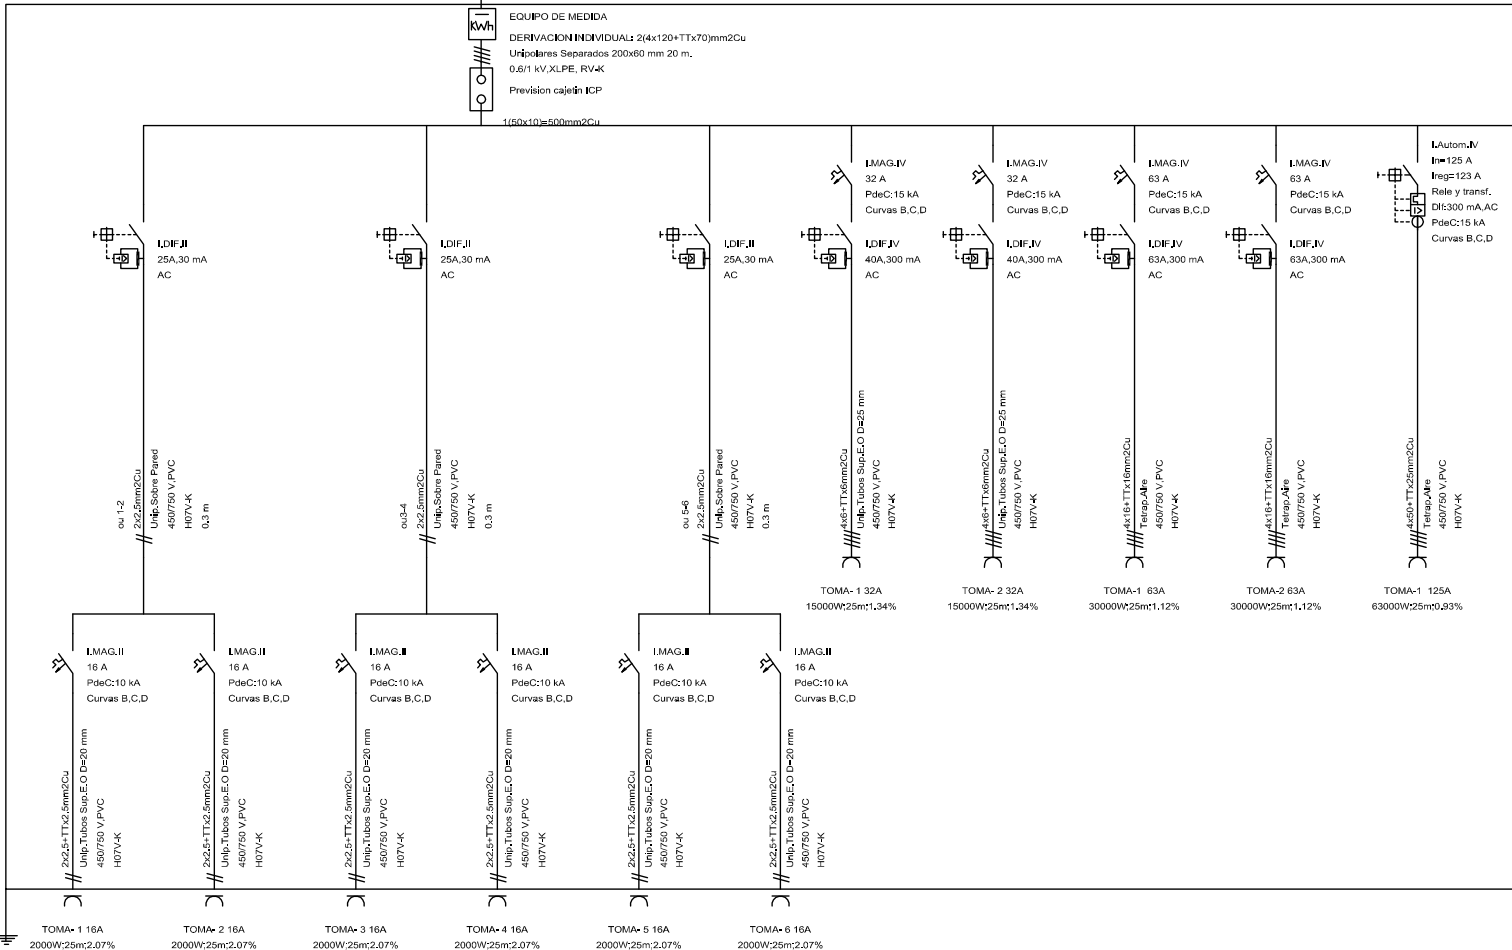 KWh
EQUIPO DE MEDIDA
DERIVACION INDIVIDUAL: 2(4x120+TTx70)mm2Cu
Unipolares Separados 200x60 mm 20 m.
0.6/1 kV,XLPE, RV-K
Prevision cajetin ICP
1(50x10)=500mm2Cu
I.DIF.II
25A,30 mA
AC
I.DIF.II
25A,30 mA
AC
I.DIF.II
25A,30 mA
AC
I.MAG.IV
32 A
PdeC:15 kA
Curvas B,C,D
I.DIF.IV
40A,300 mA
AC
I.MAG.IV
32 A
PdeC:15 kA
Curvas B,C,D
I.DIF.IV
40A,300 mA
AC
I.MAG.IV
63 A
PdeC:15 kA
Curvas B,C,D
I.DIF.IV
63A,300 mA
AC
I.MAG.IV
63 A
PdeC:15 kA
Curvas B,C,D
I.DIF.IV
63A,300 mA
AC
I.Autom.IV
In=125 A
Ireg=123 A
Rele y transf.
Dif:300 mA,AC
PdeC:15 kA
Curvas B,C,D
ou 1-2
2x2.5mm2Cu
Unip.Sobre Pared
450/750 V,PVC
H07V-K
0.3 m
ou3-4
2x2.5mm2Cu
Unip.Sobre Pared
450/750 V,PVC
H07V-K
0.3 m
ou 5-6
2x2.5mm2Cu
Unip.Sobre Pared
450/750 V,PVC
H07V-K
0.3 m
4x6+TTx6mm2Cu
Unip.Tubos Sup.E.O D=25 mm
450/750 V,PVC
H07V-K
4x6+TTx6mm2Cu
Unip.Tubos Sup.E.O D=25 mm
450/750 V,PVC
H07V-K
4x16+TTx16mm2Cu
Tetrap.Aire
450/750 V,PVC
H07V-K
4x16+TTx16mm2Cu
Tetrap.Aire
450/750 V,PVC
H07V-K
4x50+TTx25mm2Cu
Tetrap.Aire
450/750 V,PVC
H07V-K
TOMA- 1 32A
15000W;25m;1.34%
TOMA- 2 32A
15000W;25m;1.34%
TOMA-1 63A
30000W;25m;1.12%
TOMA-2 63A
30000W;25m;1.12%
TOMA-1 125A
63000W;25m;0.93%
I.MAG.II
16 A
PdeC:10 kA
Curvas B,C,D
I.MAG.II
16 A
PdeC:10 kA
Curvas B,C,D
I.MAG.II
16 A
PdeC:10 kA
Curvas B,C,D
I.MAG.II
16 A
PdeC:10 kA
Curvas B,C,D
I.MAG.II
16 A
PdeC:10 kA
Curvas B,C,D
I.MAG.II
16 A
PdeC:10 kA
Curvas B,C,D
2x2.5+TTx2.5mm2Cu
Unip.Tubos Sup.E.O D=20 mm
450/750 V,PVC
H07V-K
2x2.5+TTx2.5mm2Cu
Unip.Tubos Sup.E.O D=20 mm
450/750 V,PVC
H07V-K
2x2.5+TTx2.5mm2Cu
Unip.Tubos Sup.E.O D=20 mm
450/750 V,PVC
H07V-K
2x2.5+TTx2.5mm2Cu
Unip.Tubos Sup.E.O D=20 mm
450/750 V,PVC
H07V-K
2x2.5+TTx2.5mm2Cu
Unip.Tubos Sup.E.O D=20 mm
450/750 V,PVC
H07V-K
2x2.5+TTx2.5mm2Cu
Unip.Tubos Sup.E.O D=20 mm
450/750 V,PVC
H07V-K
TOMA- 1 16A
2000W;25m;2.07%
TOMA- 2 16A
2000W;25m;2.07%
TOMA- 3 16A
2000W;25m;2.07%
TOMA- 4 16A
2000W;25m;2.07%
TOMA- 5 16A
2000W;25m;2.07%
TOMA- 6 16A
2000W;25m;2.07%